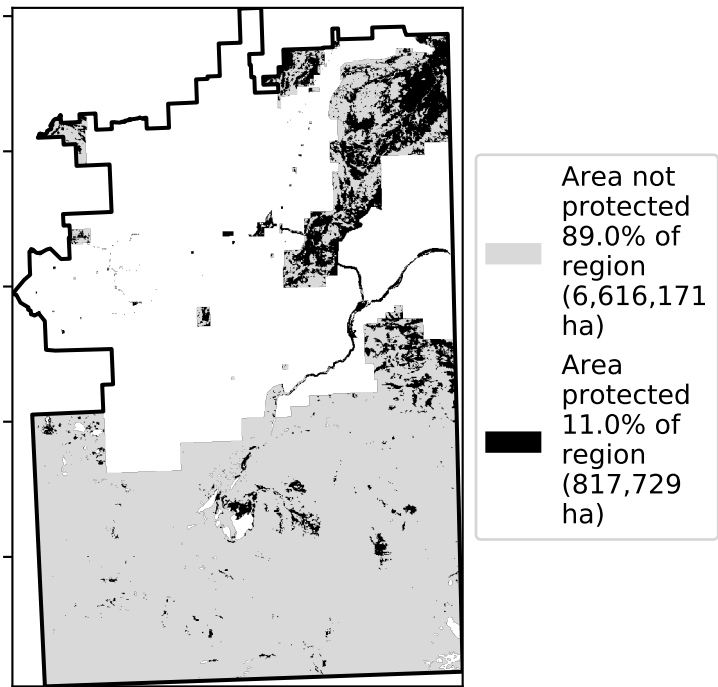 Area not
protected
89.0% of
region
(6,616,171
ha)
Area
protected
11.0% of
region
(817,729
ha)